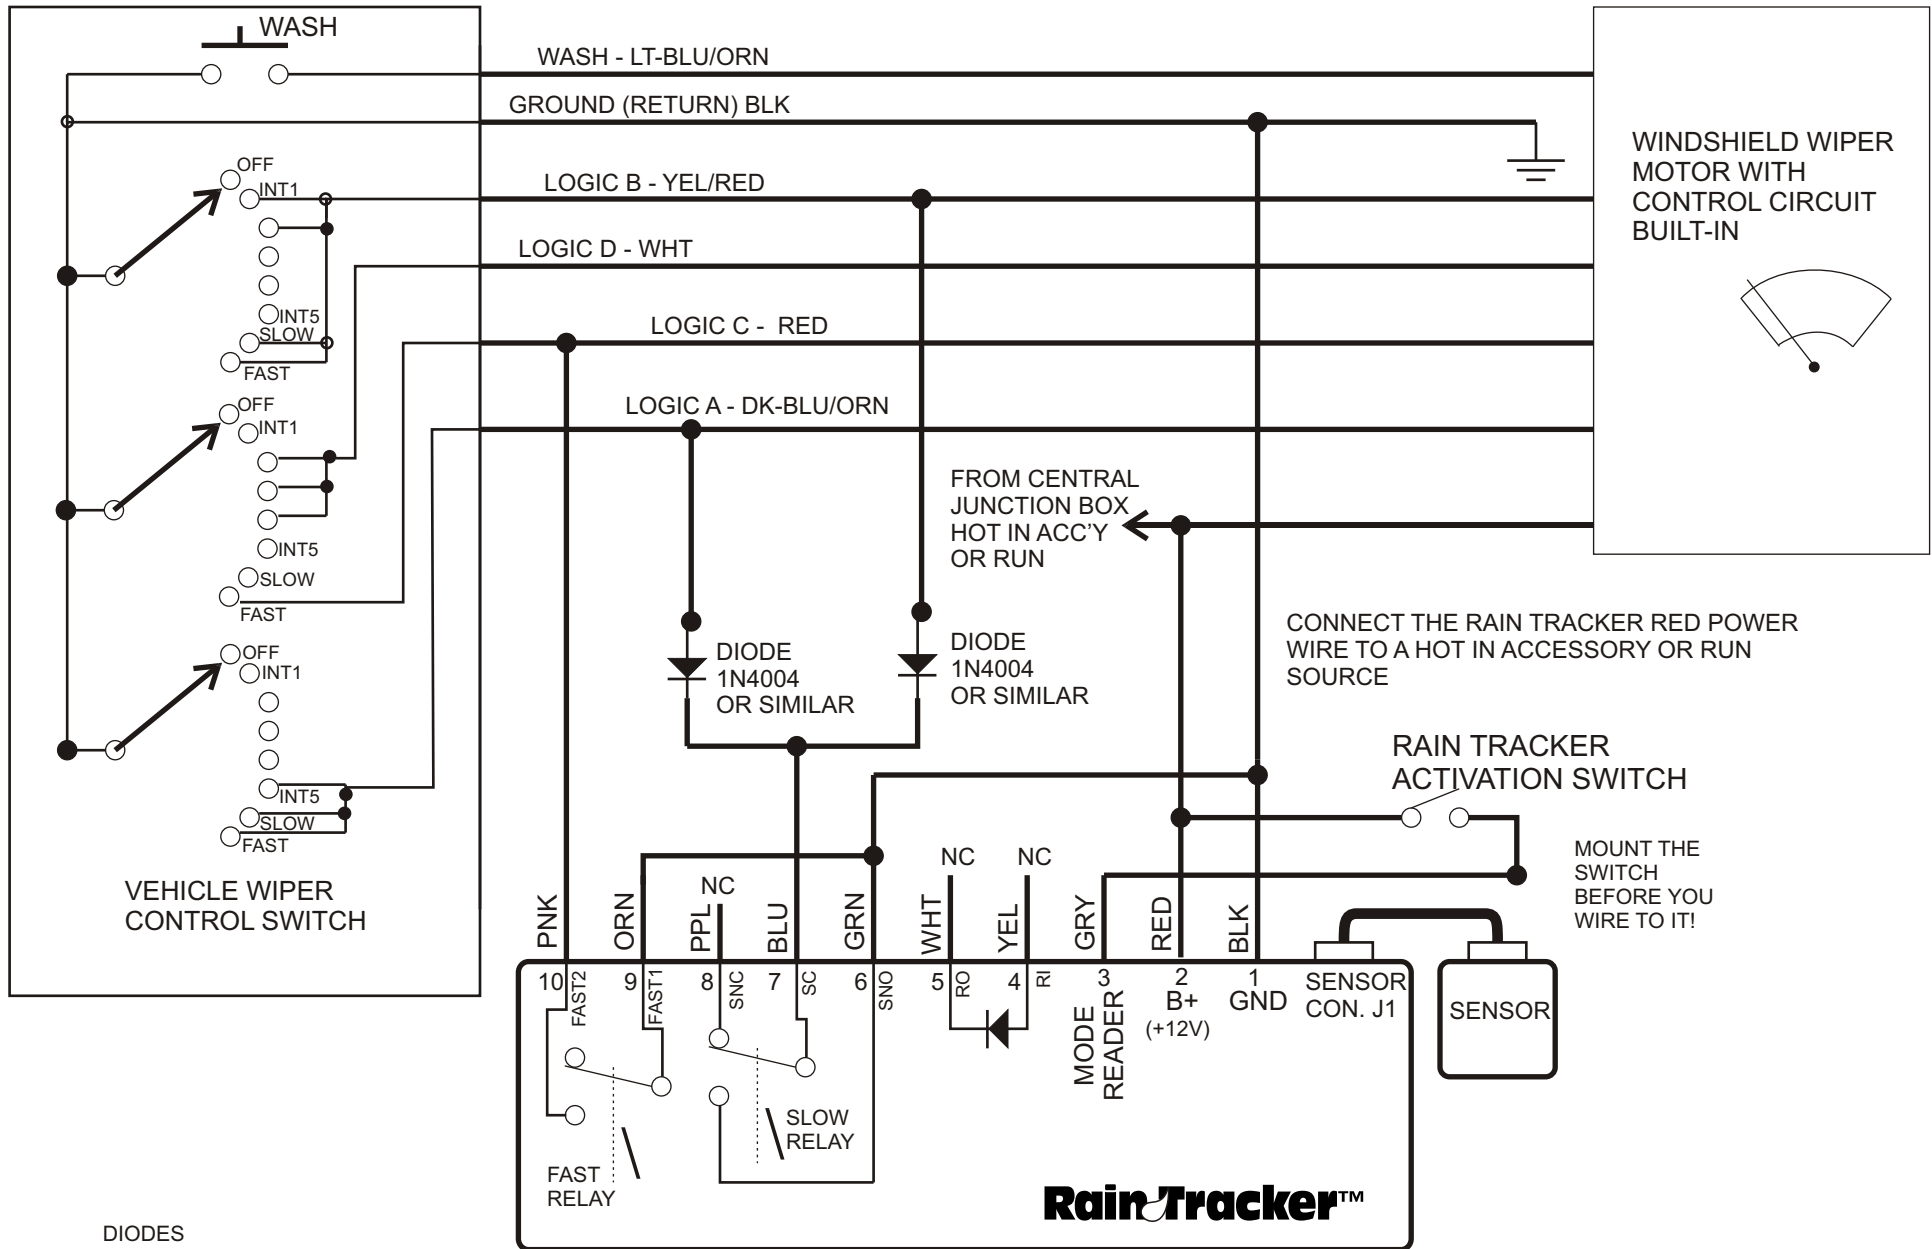 WASH
WASH - LT-BLU/ORN
GROUND (RETURN) BLK
OFF
INT1
LOGIC B - YEL/RED
LOGIC D - WHT
INT5
SLOW
FAST
LOGIC C - RED
OFF
INT1
LOGIC A - DK-BLU/ORN
INT5
SLOW
FAST
OFF
INT1
INT5
SLOW
FAST
VEHICLE WIPER
CONTROL SWITCH
WINDSHIELD WIPER
MOTOR WITH
CONTROL CIRCUIT
BUILT-IN
FROM CENTRAL
JUNCTION BOX
HOT IN ACC'Y
OR RUN
DIODE
1N4004
OR SIMILAR
DIODE
1N4004
OR SIMILAR
CONNECT THE RAIN TRACKER RED POWER
WIRE TO A HOT IN ACCESSORY OR RUN
SOURCE
RAIN TRACKER
ACTIVATION SWITCH
MOUNT THE
SWITCH
BEFORE YOU
WIRE TO IT!
NC
NC
NC
PNK
ORN
PPL
BLU
GRN
WHT
YEL
GRY
RED
BLK
10
FAST2
9
FAST1
8
SNC
7
SC
6
SNO
5
RO
4
RI
3
MODE
READER
2
B+
(+12V)
1
GND
SENSOR
CON. J1
SENSOR
SLOW
RELAY
FAST
RELAY
RainTracker™
DIODES